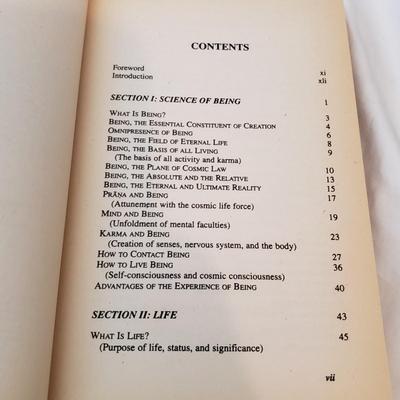 CONTENTS
Foreword xi
Introduction xli
SECTION I: SCIENCE OF BEING 1
WHAT IS BEING? 3
BEING, THE ESSENTIAL CONSTITUENT OF CREATION 4
OMNIPRESENCE OF BEING 6
BEING, THE FIELD OF ETERNAL LIFE 8
BEING, THE BASIS OF ALL LIVING 9
(The basis of all activity and karma)
BEING, THE PLANE OF COSMIC LAW 10
BEING, THE ABSOLUTE AND THE RELATIVE 13
BEING, THE ETERNAL AND ULTIMATE REALITY 15
PRĀNA AND BEING 17
(Attunement with the cosmic life force)
MIND AND BEING 19
(Unfoldment of mental faculties)
KARMA AND BEING 23
(Creation of senses, nervous system, and the body)
HOW TO CONTACT BEING 27
HOW TO LIVE BEING 36
(Self-consciousness and cosmic consciousness)
ADVANTAGES OF THE EXPERIENCE OF BEING 40
SECTION II: LIFE 43
WHAT IS LIFE? 45
(Purpose of life, status, and significance)
vii